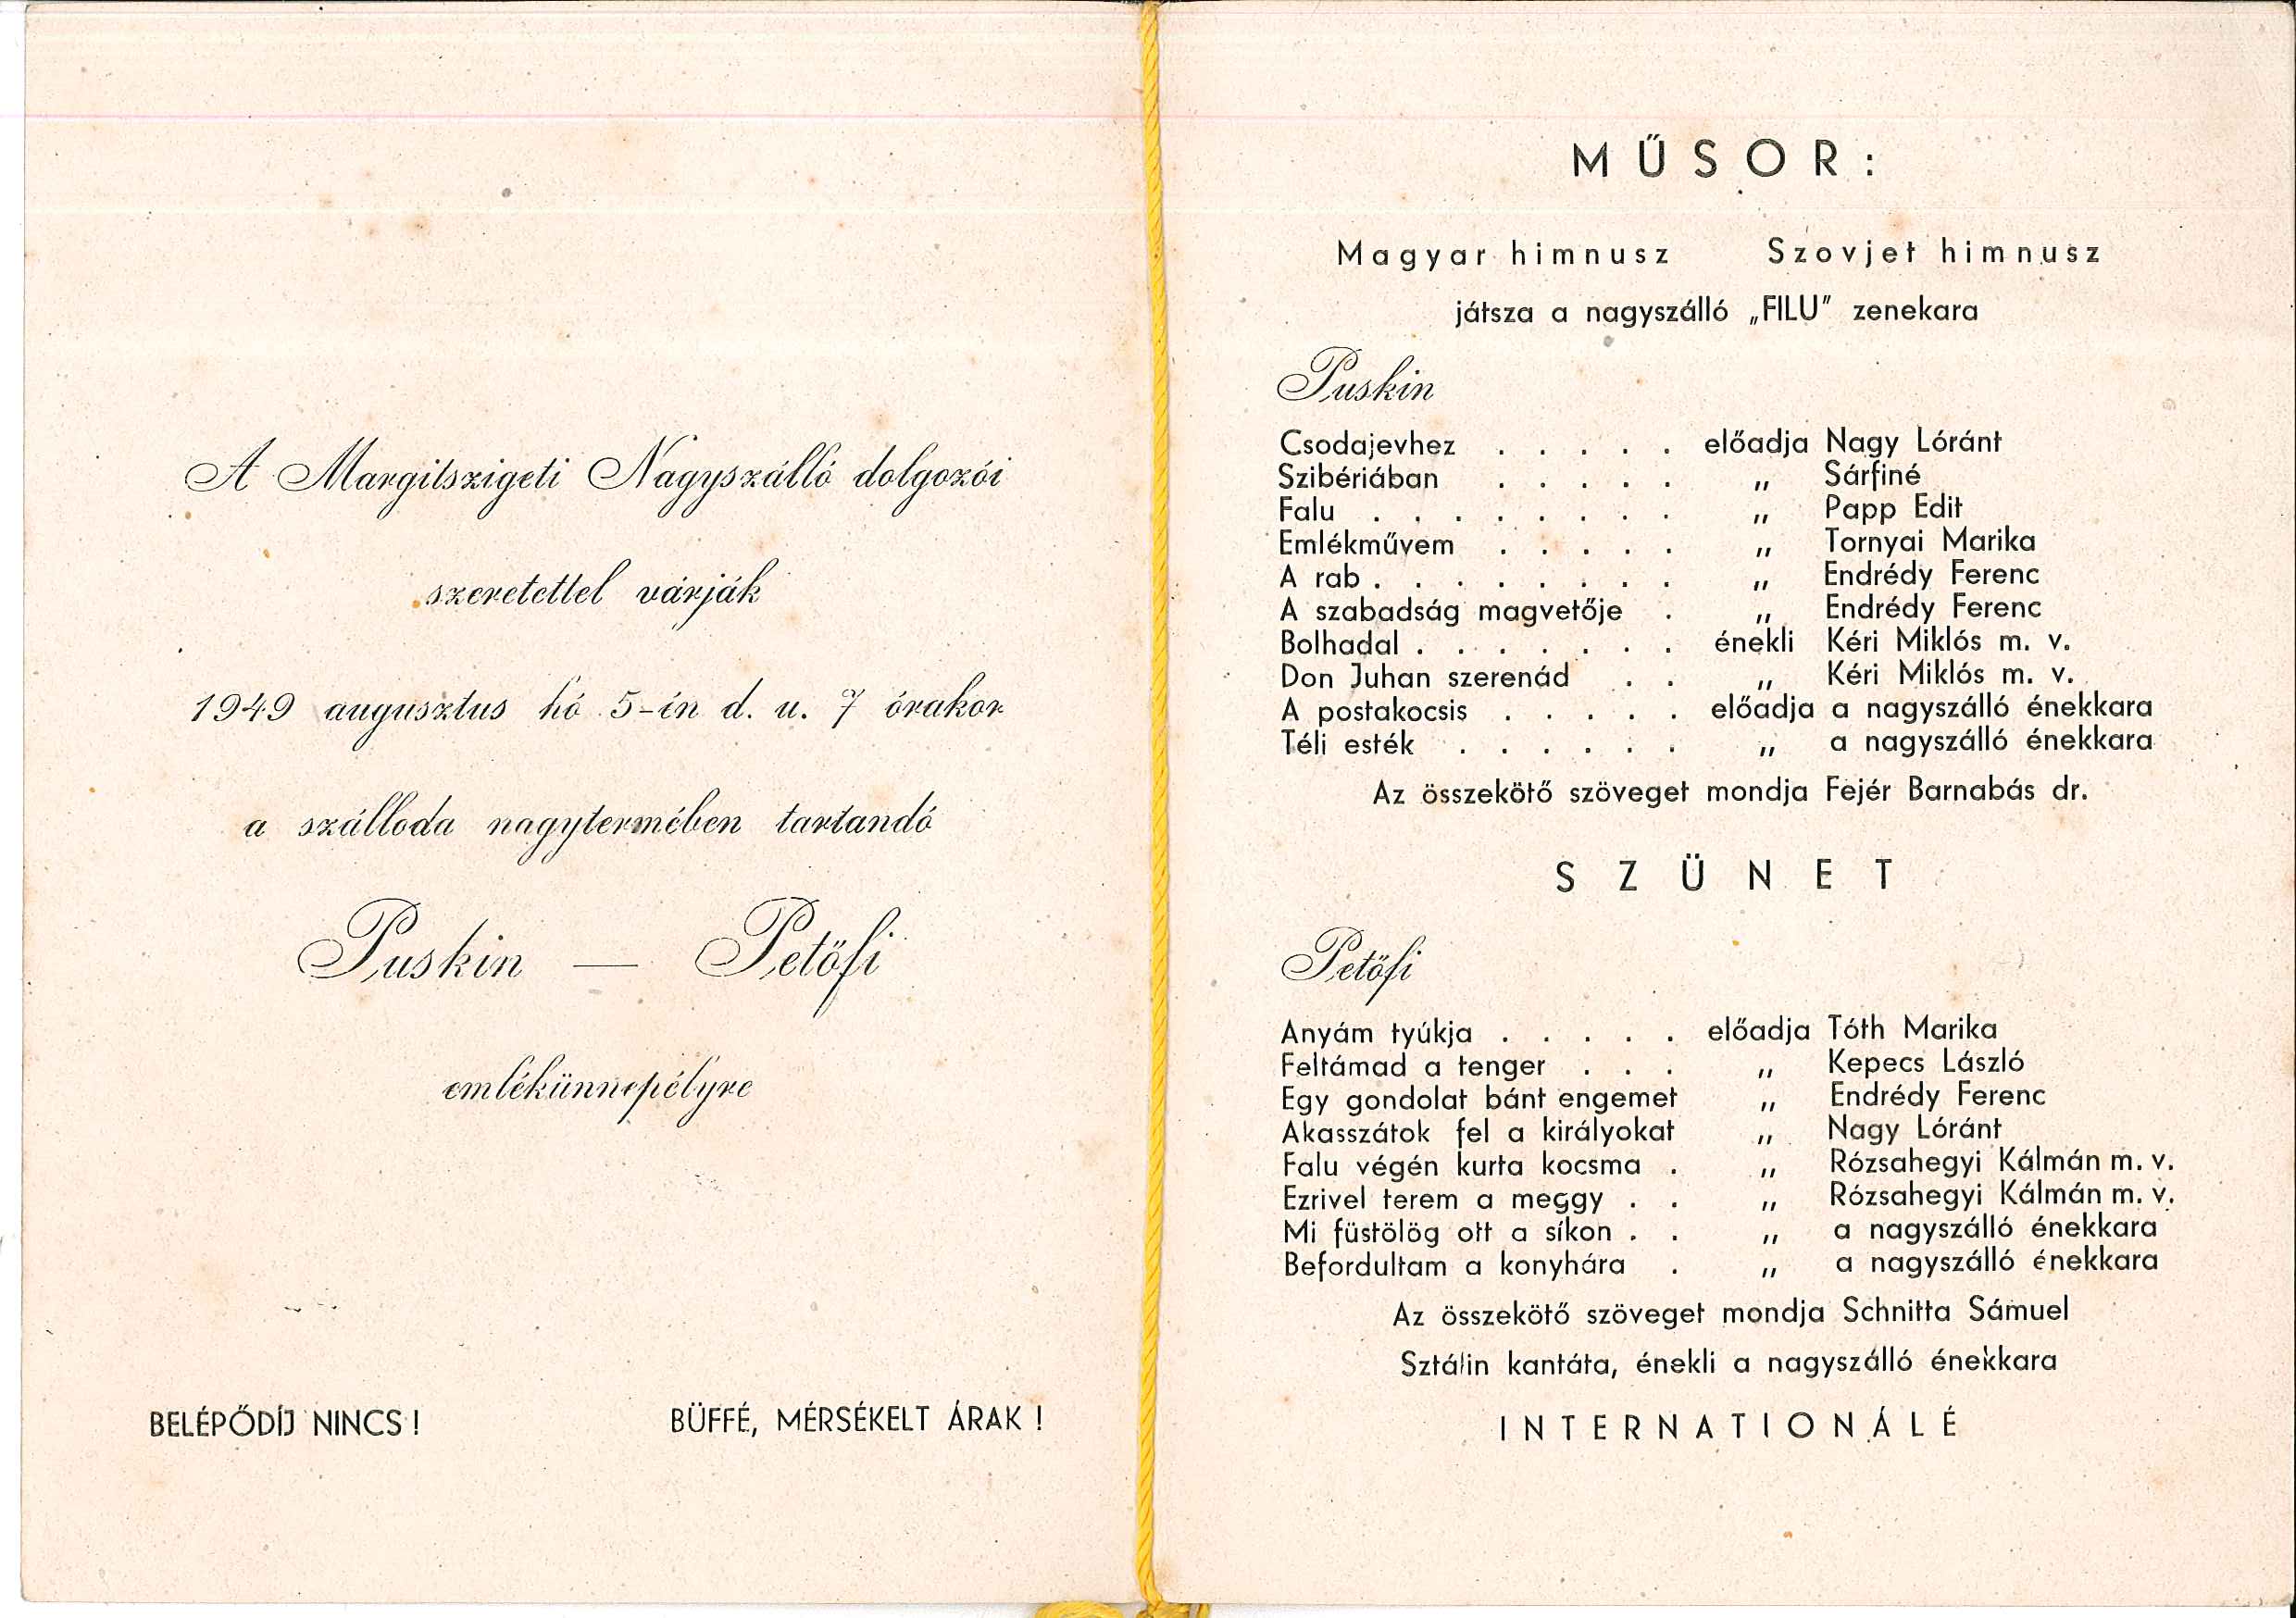 A Margitszigeti Nagyszálló dolgozói
szeretettel várják
1949 augusztus hó 5-én d. u. 7 órakor
a szálloda nagytermében tartandó
Puskin — Petőfi
emlékünnepélyre
BELÉPŐDÍJ NINCS!
BÜFFÉ, MÉRSÉKELT ÁRAK!
MŰSOR:
Magyar himnusz Szovjet himnusz
játsza a nagyszálló „FILU" zenekara
Puskin
Csodajevhez . . . . . előadja Nagy Lóránt
Szibériában . . . . . „ Sárfiné
Falu . . . . . . . . „ Papp Edit
Emlékművem . . . . . „ Tornyai Marika
A rab . . . . . . . . „ Endrédy Ferenc
A szabadság magvetője . „ Endrédy Ferenc
Bolhadal . . . . . . . énekli Kéri Miklós m. v.
Don Juhan szerenád . . „ Kéri Miklós m. v.
A postakocsis . . . . . előadja a nagyszálló énekkara
Téli esték . . . . . . „ a nagyszálló énekkara
Az összekötő szöveget mondja Fejér Barnabás dr.
SZÜNET
Petőfi
Anyám tyúkja . . . . . előadja Tóth Marika
Feltámad a tenger . . . „ Kepecs László
Egy gondolat bánt engemet „ Endrédy Ferenc
Akasszátok fel a királyokat „ Nagy Lóránt
Falu végén kurta kocsma . „ Rózsahegyi Kálmán m. v.
Ezrivel terem a meggy . . „ Rózsahegyi Kálmán m. v.
Mi füstölög ott a síkon . . „ a nagyszálló énekkara
Befordultam a konyhára . „ a nagyszálló énekkara
Az összekötő szöveget mondja Schnitta Sámuel
Sztálin kantáta, énekli a nagyszálló énekkara
INTERNATIONÁLÉ